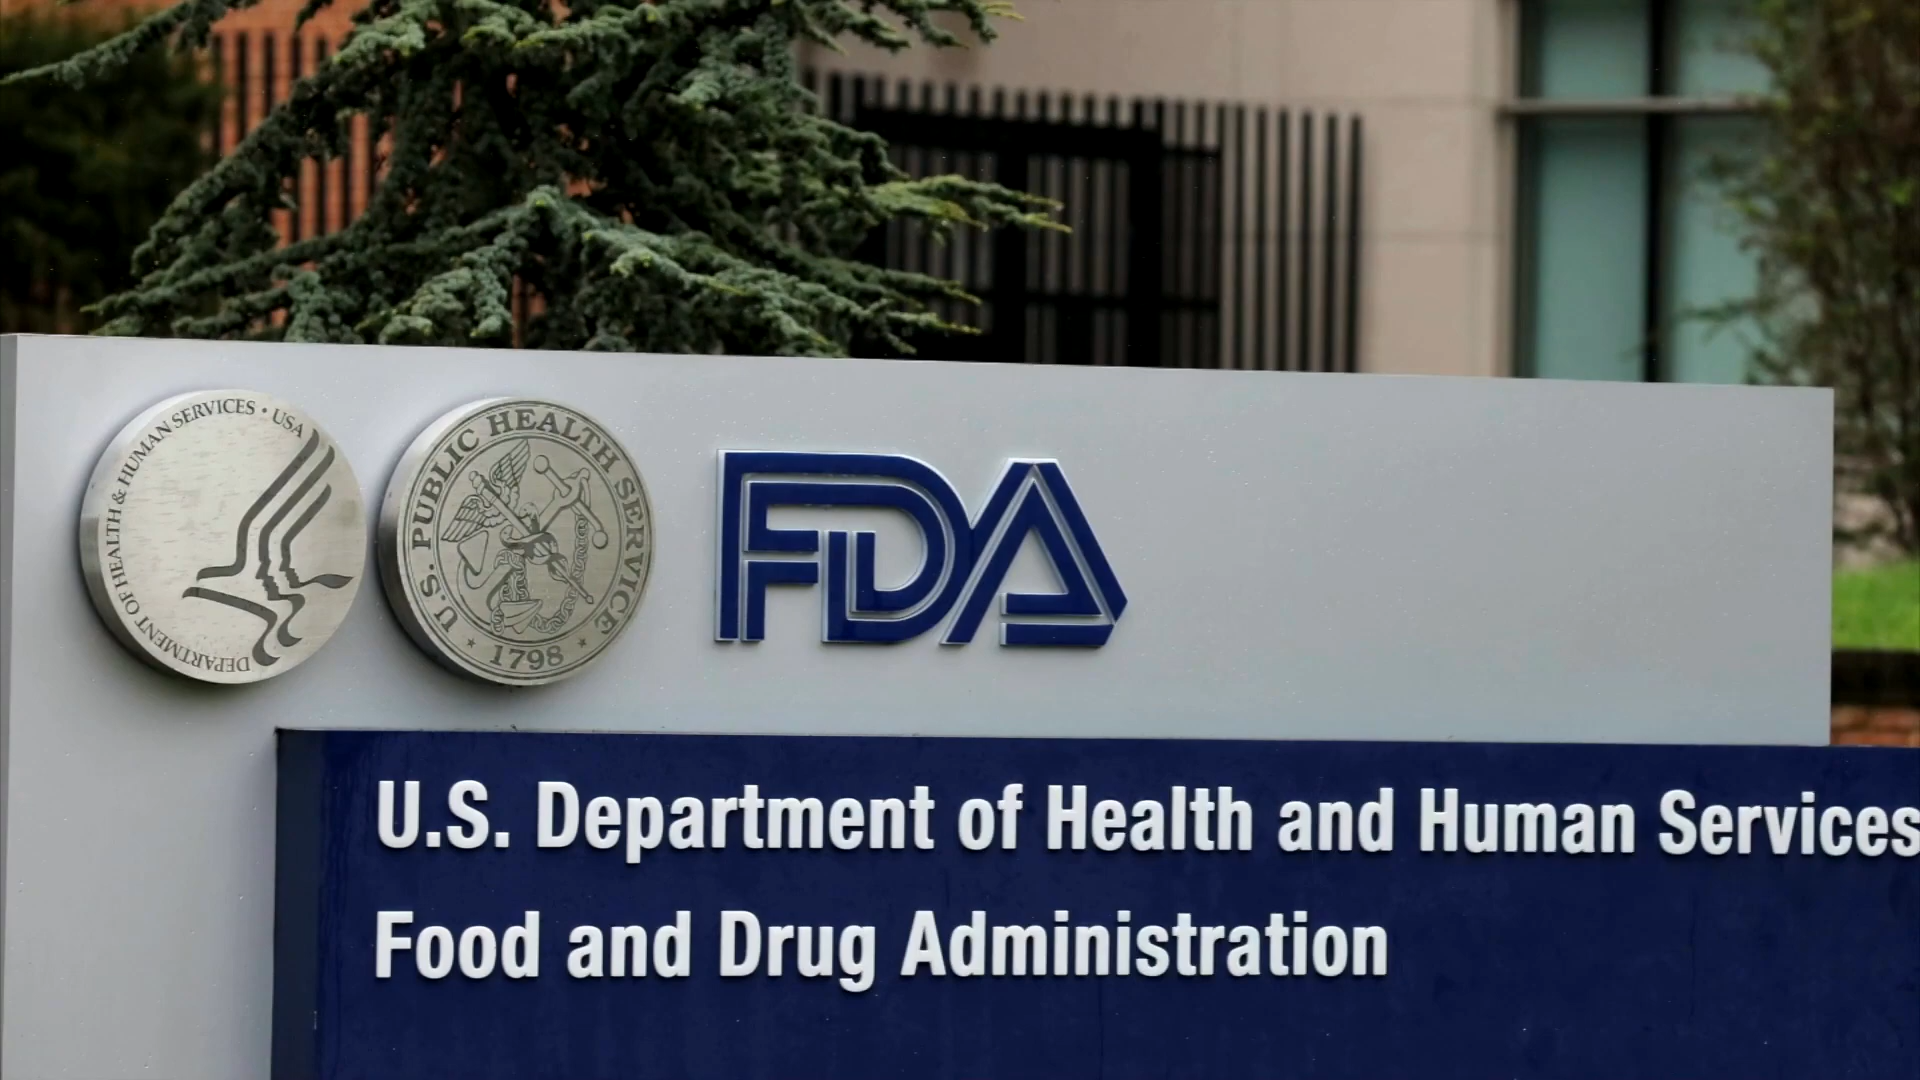 DEPARTMENT OF HEALTH & HUMAN SERVICES • USA
U.S. PUBLIC HEALTH SERVICE
★ 1798 ★
FDA
U.S. Department of Health and Human Services
Food and Drug Administration